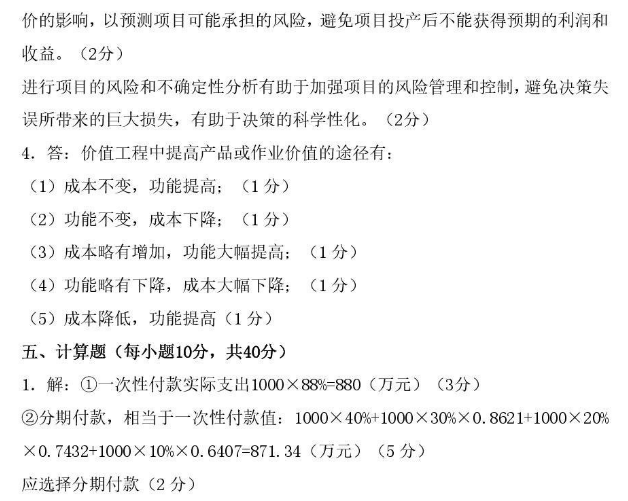 价的影响，以预测项目可能承担的风险，避免项目投产后不能获得预期的利润和
收益。（2分）
进行项目的风险和不确定性分析有助于加强项目的风险管理和控制，避免决策失
误所带来的巨大损失，有助于决策的科学性化。（2分）
4．答：价值工程中提高产品或作业价值的途径有：
（1）成本不变，功能提高；（1 分）
（2）功能不变，成本下降；（1 分）
（3）成本略有增加，功能大幅提高；（1 分）
（4）功能略有下降，成本大幅下降；（1 分）
（5）成本降低，功能提高（1 分）
五、计算题（每小题10分，共40分）
1．解：①一次性付款实际支出1000×88%=880（万元）（3分）
②分期付款，相当于一次性付款值：1000×40%+1000×30%×0.8621+1000×20%
×0.7432+1000×10%×0.6407=871.34（万元）（5 分）
应选择分期付款（2 分）